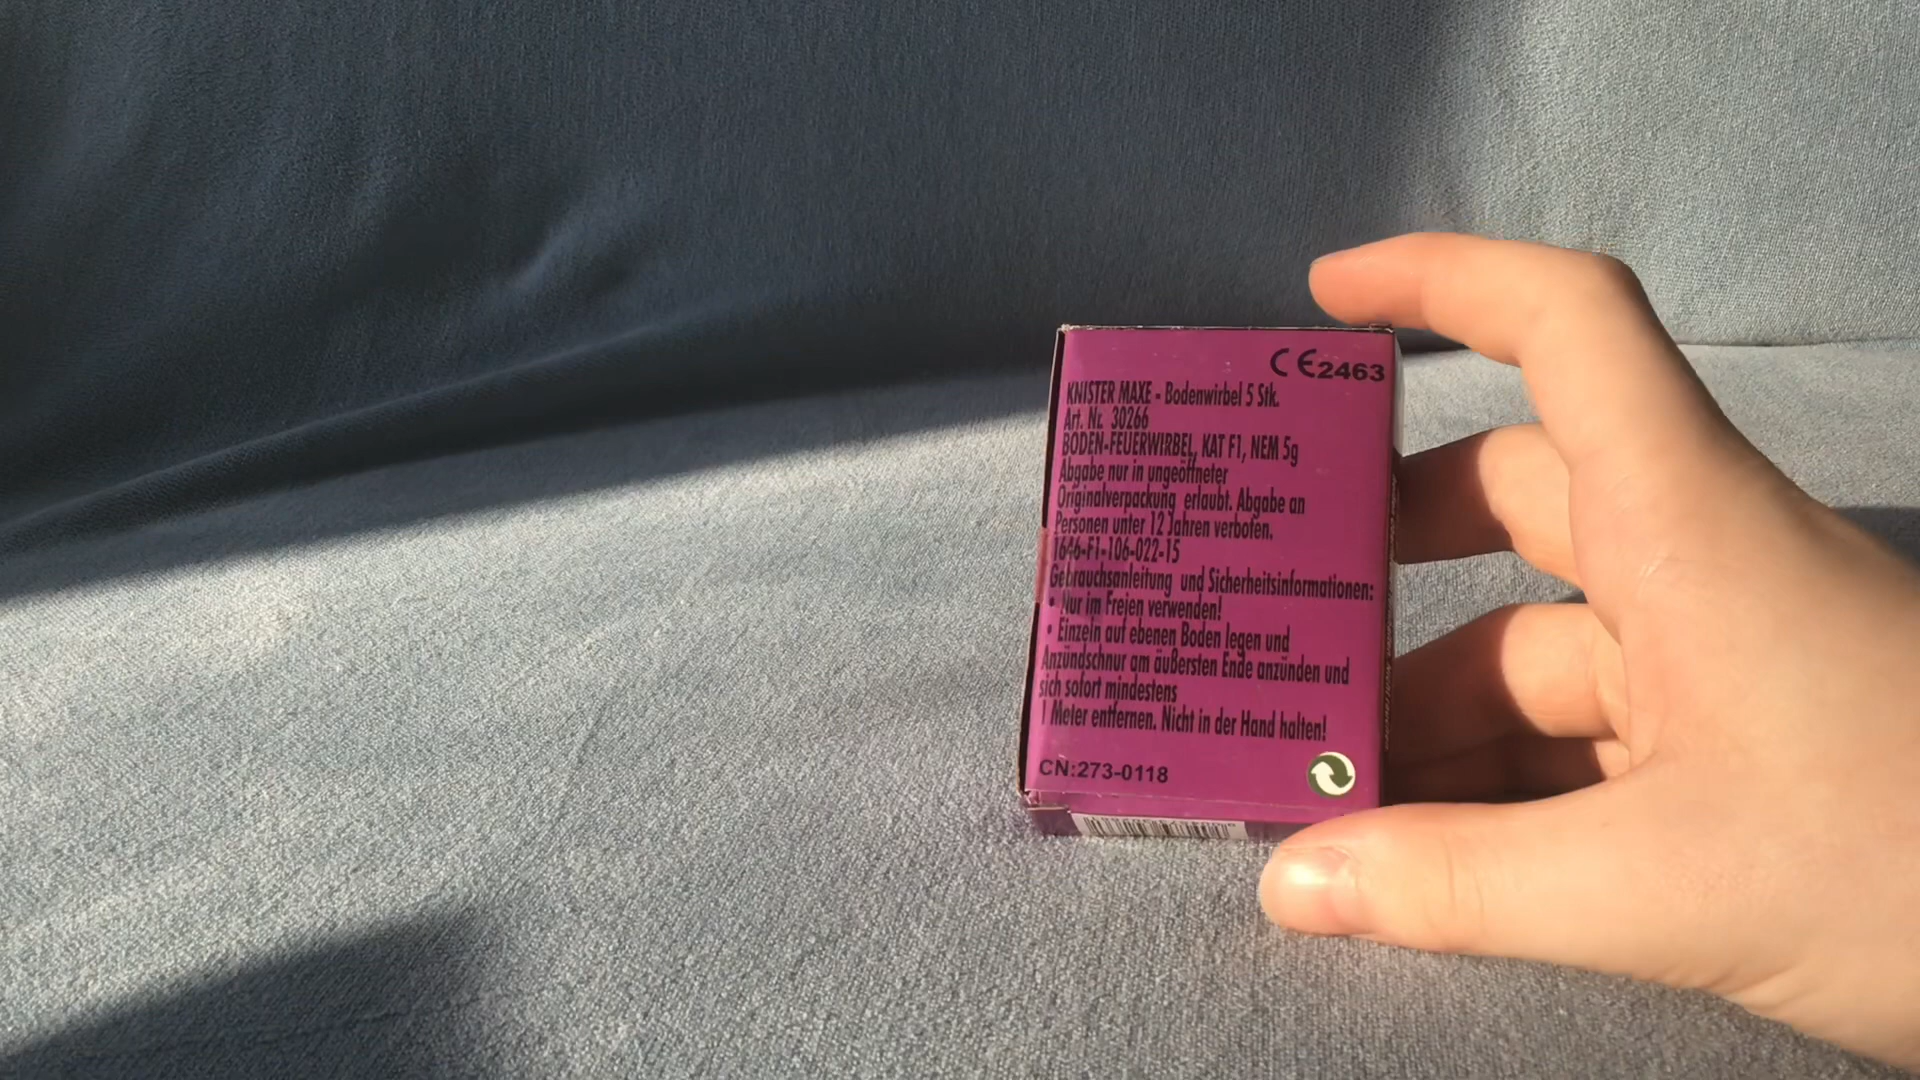 CE2463
KNISTER MAXE - Bodenwirbel 5 Stk.
Art. Nr. 30266
BODEN-FEUERWIRBEL, KAT F1, NEM 5g
Abgabe nur in ungeöffneter
Originalverpackung erlaubt. Abgabe an
Personen unter 12 Jahren verboten.
1646-F1-106-022-15
Gebrauchsanleitung und Sicherheitsinformationen:
• Nur im Freien verwenden!
• Einzeln auf ebenen Boden legen und
Anzündschnur am äußersten Ende anzünden und
sich sofort mindestens
1 Meter entfernen. Nicht in der Hand halten!
CN:273-0118